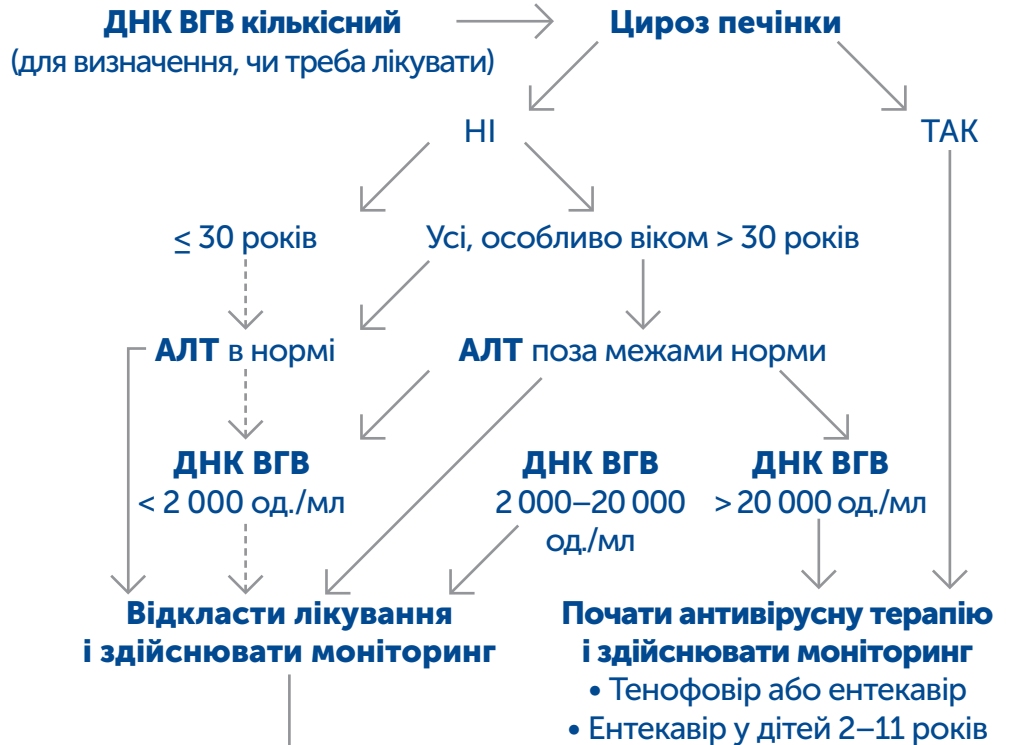 ДНК ВГВ кількісний
(для визначення, чи треба лікувати)
Цироз печінки
НІ
ТАК
≤ 30 років
Усі, особливо віком > 30 років
АЛТ в нормі
АЛТ поза межами норми
ДНК ВГВ
< 2 000 од./мл
ДНК ВГВ
2 000–20 000
од./мл
ДНК ВГВ
> 20 000 од./мл
Відкласти лікування
і здійснювати моніторинг
Почати антивірусну терапію
і здійснювати моніторинг
• Тенофовір або ентекавір
• Ентекавір у дітей 2–11 років